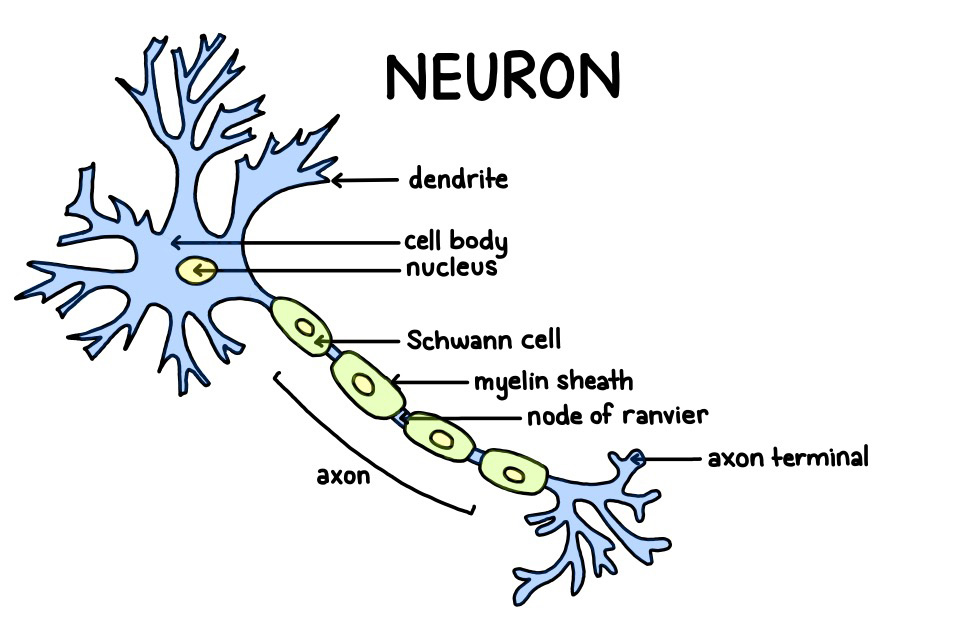 NEURON
dendrite
cell body
nucleus
Schwann cell
myelin sheath
node of ranvier
axon terminal
axon